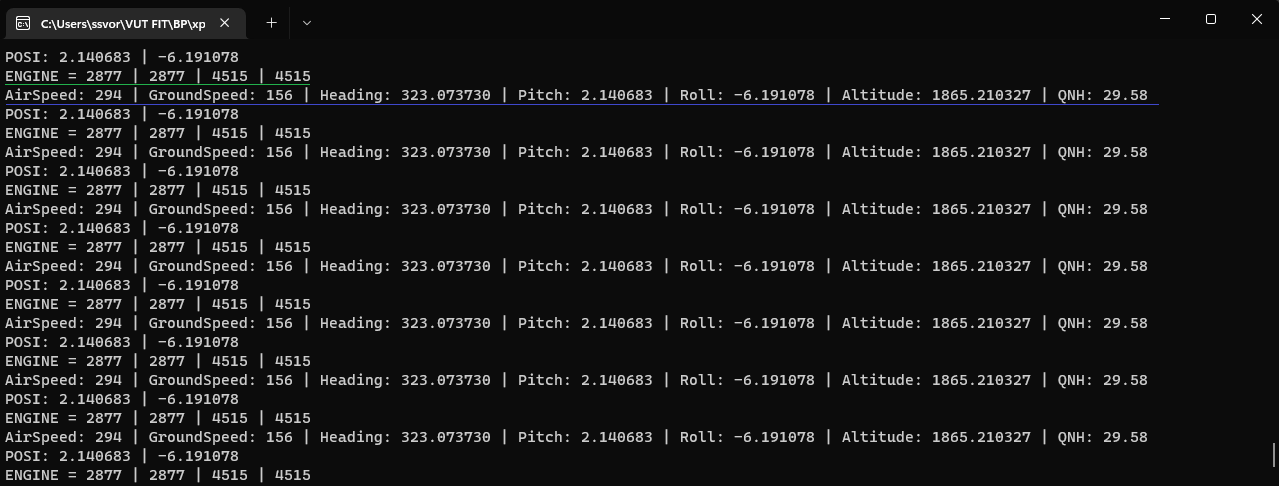 C:\Users\ssvor\VUT FIT\BP\xp
POSI: 2.140683 | -6.191078
ENGINE = 2877 | 2877 | 4515 | 4515
AirSpeed: 294 | GroundSpeed: 156 | Heading: 323.073730 | Pitch: 2.140683 | Roll: -6.191078 | Altitude: 1865.210327 | QNH: 29.58
POSI: 2.140683 | -6.191078
ENGINE = 2877 | 2877 | 4515 | 4515
AirSpeed: 294 | GroundSpeed: 156 | Heading: 323.073730 | Pitch: 2.140683 | Roll: -6.191078 | Altitude: 1865.210327 | QNH: 29.58
POSI: 2.140683 | -6.191078
ENGINE = 2877 | 2877 | 4515 | 4515
AirSpeed: 294 | GroundSpeed: 156 | Heading: 323.073730 | Pitch: 2.140683 | Roll: -6.191078 | Altitude: 1865.210327 | QNH: 29.58
POSI: 2.140683 | -6.191078
ENGINE = 2877 | 2877 | 4515 | 4515
AirSpeed: 294 | GroundSpeed: 156 | Heading: 323.073730 | Pitch: 2.140683 | Roll: -6.191078 | Altitude: 1865.210327 | QNH: 29.58
POSI: 2.140683 | -6.191078
ENGINE = 2877 | 2877 | 4515 | 4515
AirSpeed: 294 | GroundSpeed: 156 | Heading: 323.073730 | Pitch: 2.140683 | Roll: -6.191078 | Altitude: 1865.210327 | QNH: 29.58
POSI: 2.140683 | -6.191078
ENGINE = 2877 | 2877 | 4515 | 4515
AirSpeed: 294 | GroundSpeed: 156 | Heading: 323.073730 | Pitch: 2.140683 | Roll: -6.191078 | Altitude: 1865.210327 | QNH: 29.58
POSI: 2.140683 | -6.191078
ENGINE = 2877 | 2877 | 4515 | 4515
AirSpeed: 294 | GroundSpeed: 156 | Heading: 323.073730 | Pitch: 2.140683 | Roll: -6.191078 | Altitude: 1865.210327 | QNH: 29.58
POSI: 2.140683 | -6.191078
ENGINE = 2877 | 2877 | 4515 | 4515